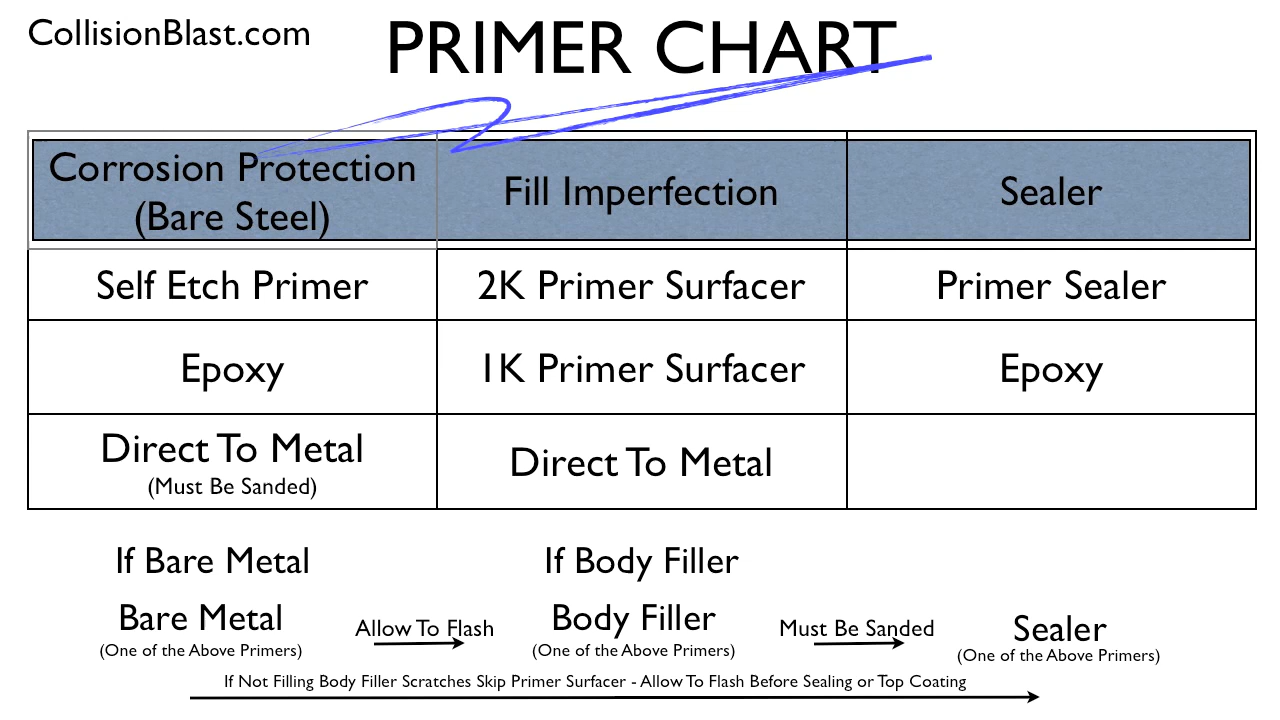 CollisionBlast.com
PRIMER CHART
Corrosion Protection
(Bare Steel)
Fill Imperfection
Sealer
Self Etch Primer
2K Primer Surfacer
Primer Sealer
Epoxy
1K Primer Surfacer
Epoxy
Direct To Metal
(Must Be Sanded)
Direct To Metal
If Bare Metal
If Body Filler
Bare Metal
(One of the Above Primers)
Allow To Flash
Body Filler
(One of the Above Primers)
Must Be Sanded
Sealer
(One of the Above Primers)
If Not Filling Body Filler Scratches Skip Primer Surfacer - Allow To Flash Before Sealing or Top Coating